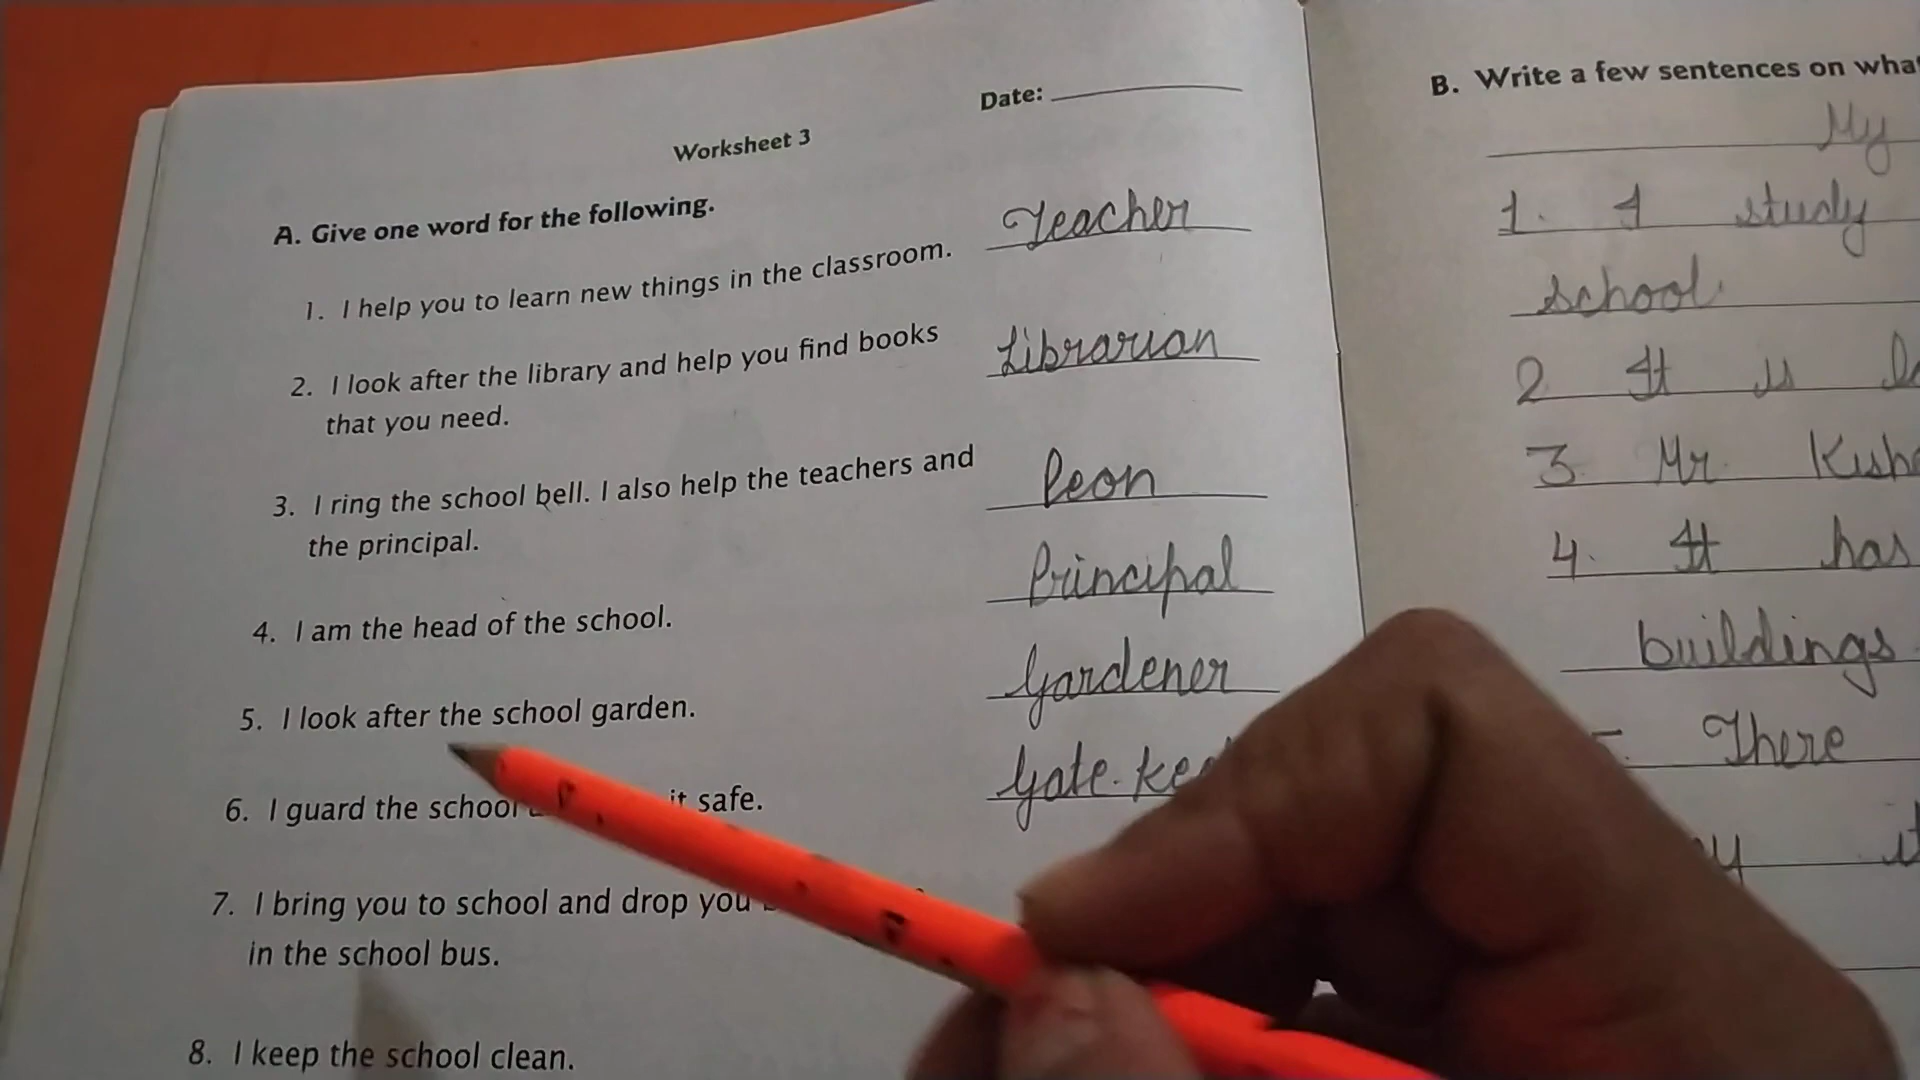 Date:
Worksheet 3
A. Give one word for the following.
1. I help you to learn new things in the classroom. Teacher
2. I look after the library and help you find books Librarian
that you need.
3. I ring the school bell. I also help the teachers and Peon
the principal.
4. I am the head of the school. Principal
5. I look after the school garden. Gardener
6. I guard the school it safe. Gate-
7. I bring you to school and drop you
in the school bus.
8. I keep the school clean.
B. Write a few sentences on
My
1. I study
school.
2 It is
3. Mr.
4. It has
buildings
There